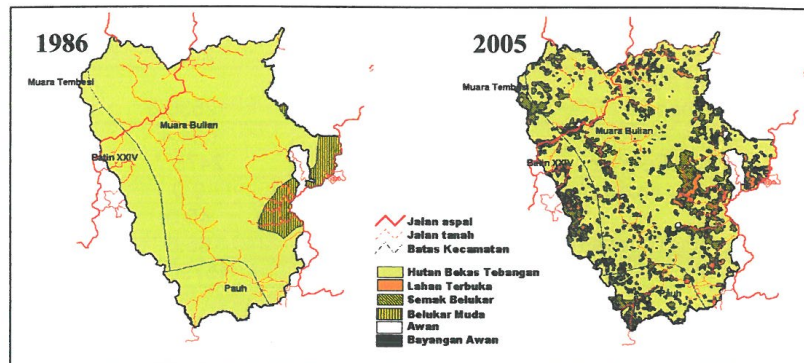 1986
Muara Tembesi
Muara Bulian
Batin XXIV
Pauh
2005
Muara Tembesi
Muara Bulian
Batin XXIV
Pauh
Jalan aspal
Jalan tanah
Batas Kecamatan
Hutan Bekas Tebangan
Lahan Terbuka
Semak Belukar
Belukar Muda
Awan
Bayangan Awan